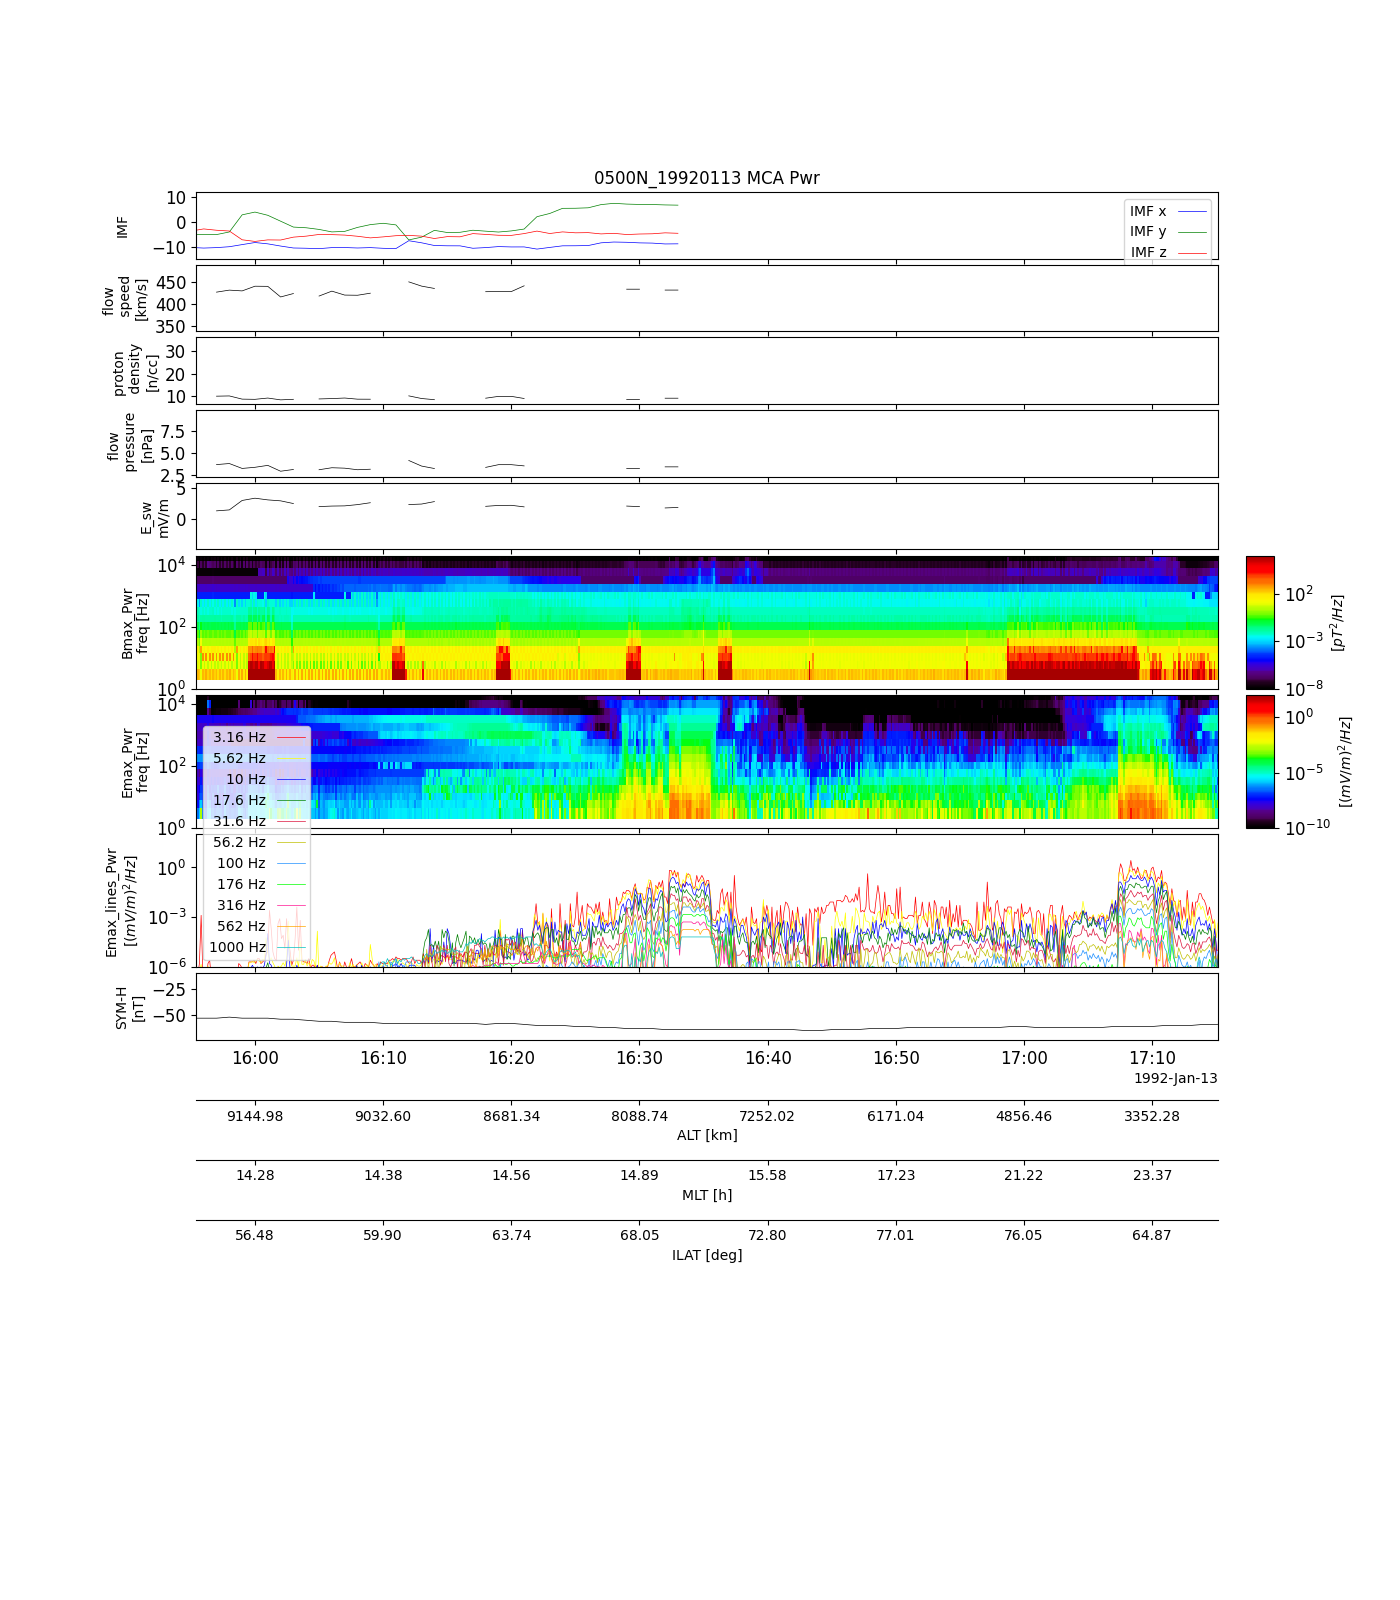 0500N_19920113 MCA Pwr
IMF
10
0
−10
IMF x
IMF y
IMF z
flow
speed
[km/s]
450
400
350
proton
density
[n/cc]
30
20
10
flow
pressure
[nPa]
7.5
5.0
2.5
E_sw
mV/m
5
0
Bmax_Pwr
freq [Hz]
10^4
10^2
10^0
10^2
10^−3
10^−8
[pT^2/Hz]
Emax_Pwr
freq [Hz]
10^4
10^2
10^0
10^0
10^−5
10^−10
[(mV/m)^2/Hz]
3.16 Hz
5.62 Hz
10 Hz
17.6 Hz
31.6 Hz
56.2 Hz
100 Hz
176 Hz
316 Hz
562 Hz
1000 Hz
Emax_lines_Pwr
[(mV/m)^2/Hz]
10^0
10^−3
10^−6
SYM-H
[nT]
−25
−50
16:00 16:10 16:20 16:30 16:40 16:50 17:00 17:10
1992-Jan-13
9144.98 9032.60 8681.34 8088.74 7252.02 6171.04 4856.46 3352.28
ALT [km]
14.28 14.38 14.56 14.89 15.58 17.23 21.22 23.37
MLT [h]
56.48 59.90 63.74 68.05 72.80 77.01 76.05 64.87
ILAT [deg]